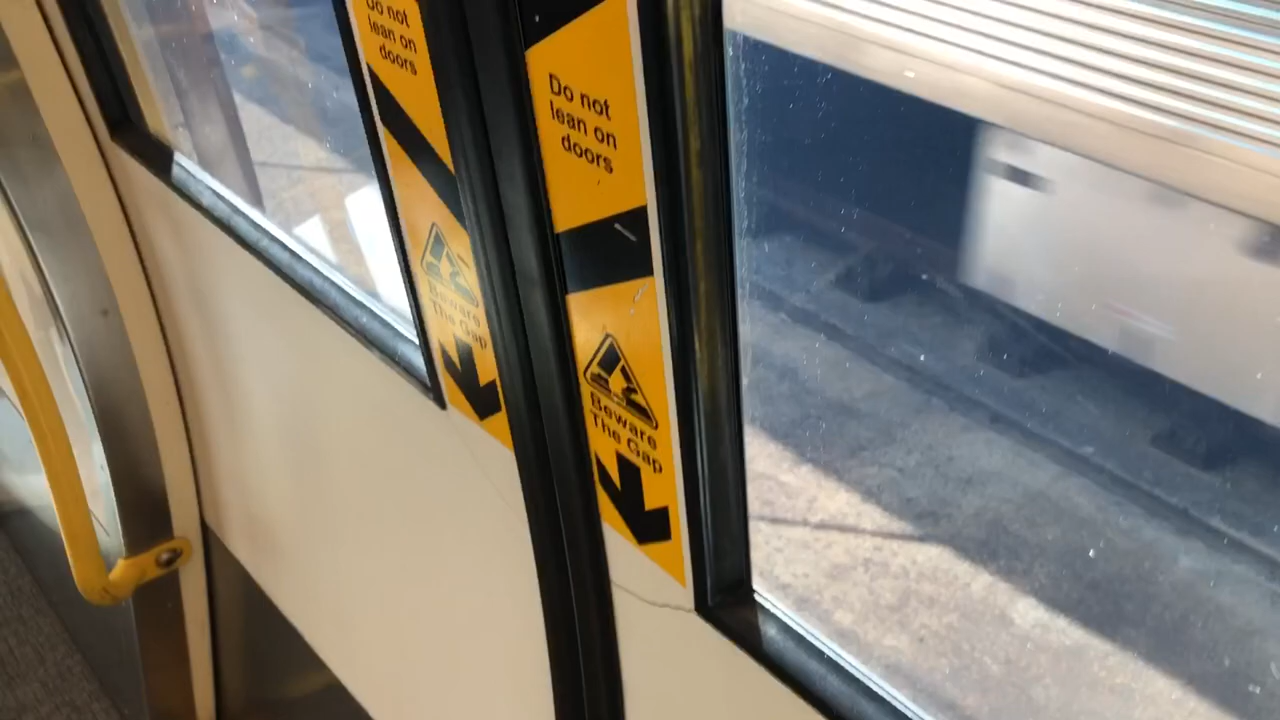 Do not
lean on
doors
Beware
The Gap
Do not
lean on
doors
Beware
The Gap